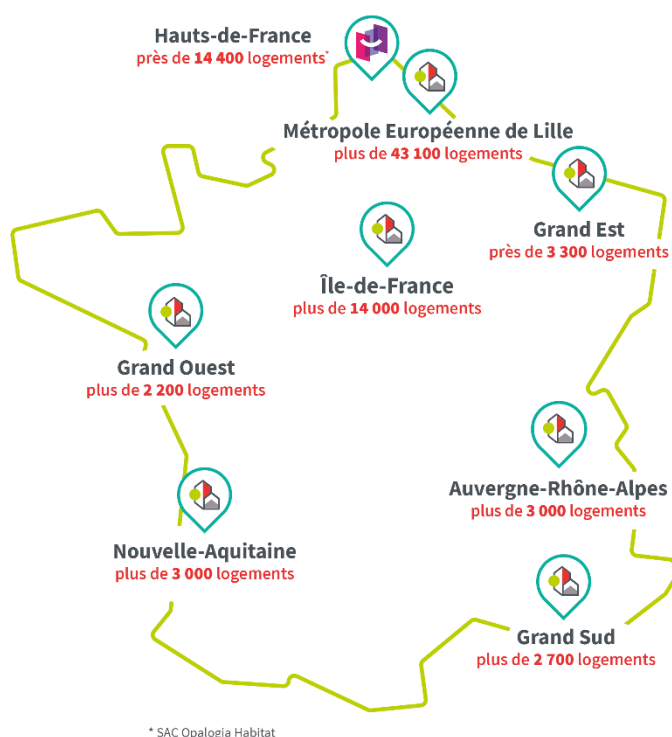 Hauts-de-France
près de 14 400 logements*
Métropole Européenne de Lille
plus de 43 100 logements
Grand Est
près de 3 300 logements
Île-de-France
plus de 14 000 logements
Grand Ouest
plus de 2 200 logements
Auvergne-Rhône-Alpes
plus de 3 000 logements
Nouvelle-Aquitaine
plus de 3 000 logements
Grand Sud
plus de 2 700 logements
* SAC Opalogia Habitat